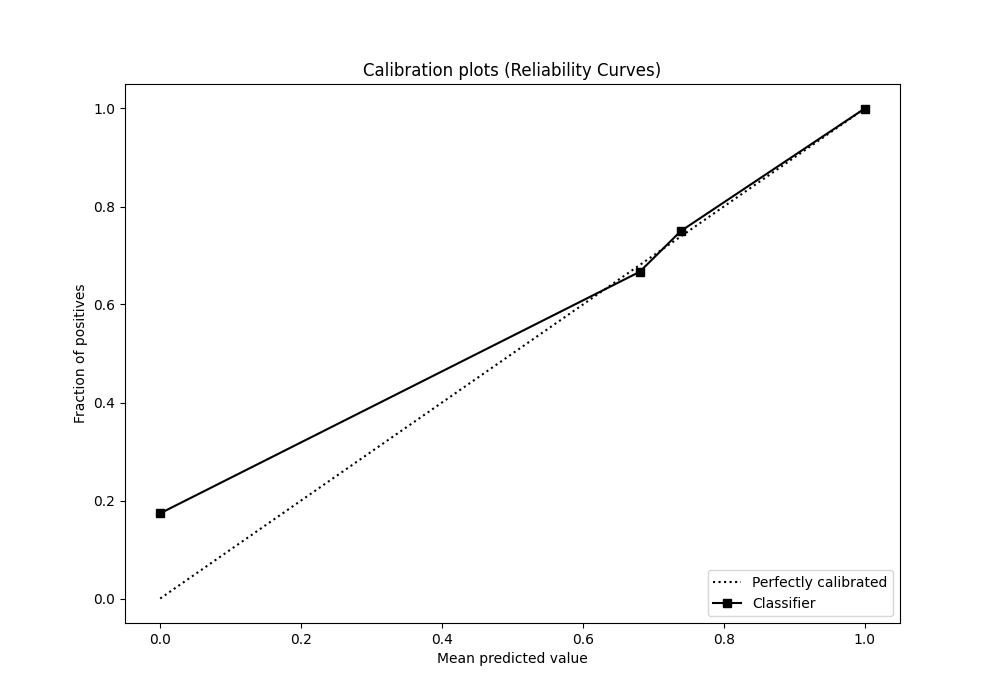 Calibration plots (Reliability Curves)
1.0
0.8
0.6
0.4
0.2
0.0
Fraction of positives
0.0 0.2 0.4 0.6 0.8 1.0
Mean predicted value
Perfectly calibrated
Classifier